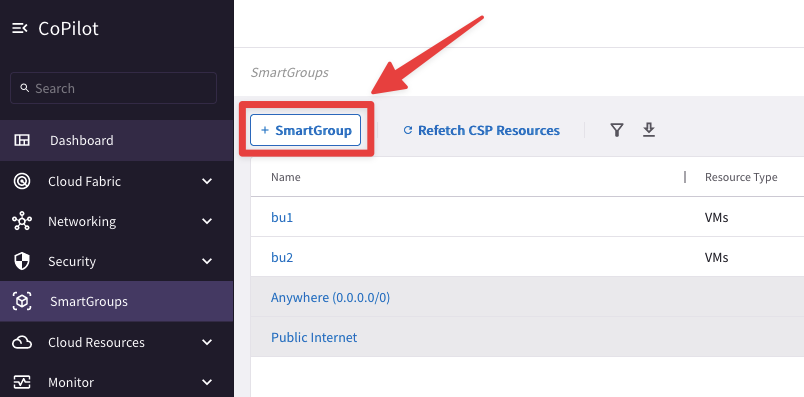 CoPilot
Search
Dashboard
Cloud Fabric
Networking
Security
SmartGroups
Cloud Resources
Monitor
SmartGroups
+ SmartGroup
Refetch CSP Resources
Name
Resource Type
bu1
VMs
bu2
VMs
Anywhere (0.0.0.0/0)
Public Internet